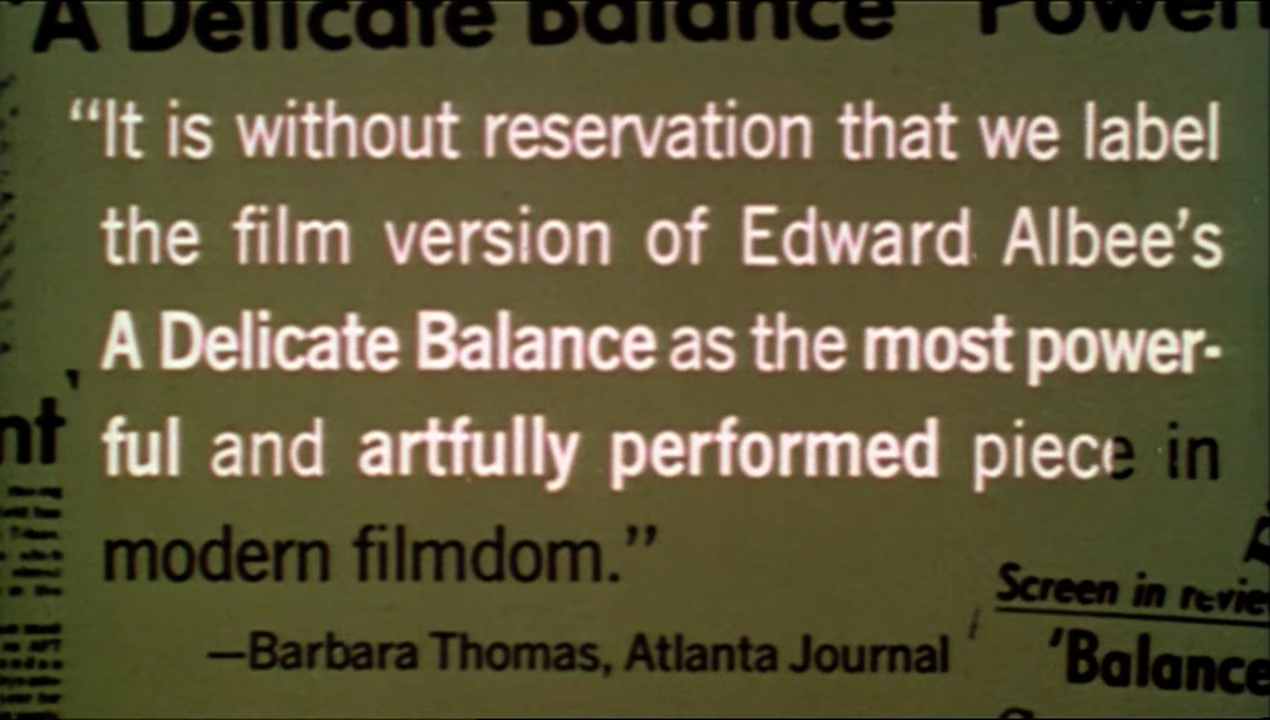 "A Delicate Balance"
“It is without reservation that we label
the film version of Edward Albee’s
A Delicate Balance as the most power-
ful and artfully performed piece in
modern filmdom.”
—Barbara Thomas, Atlanta Journal
Screen in
'Balance